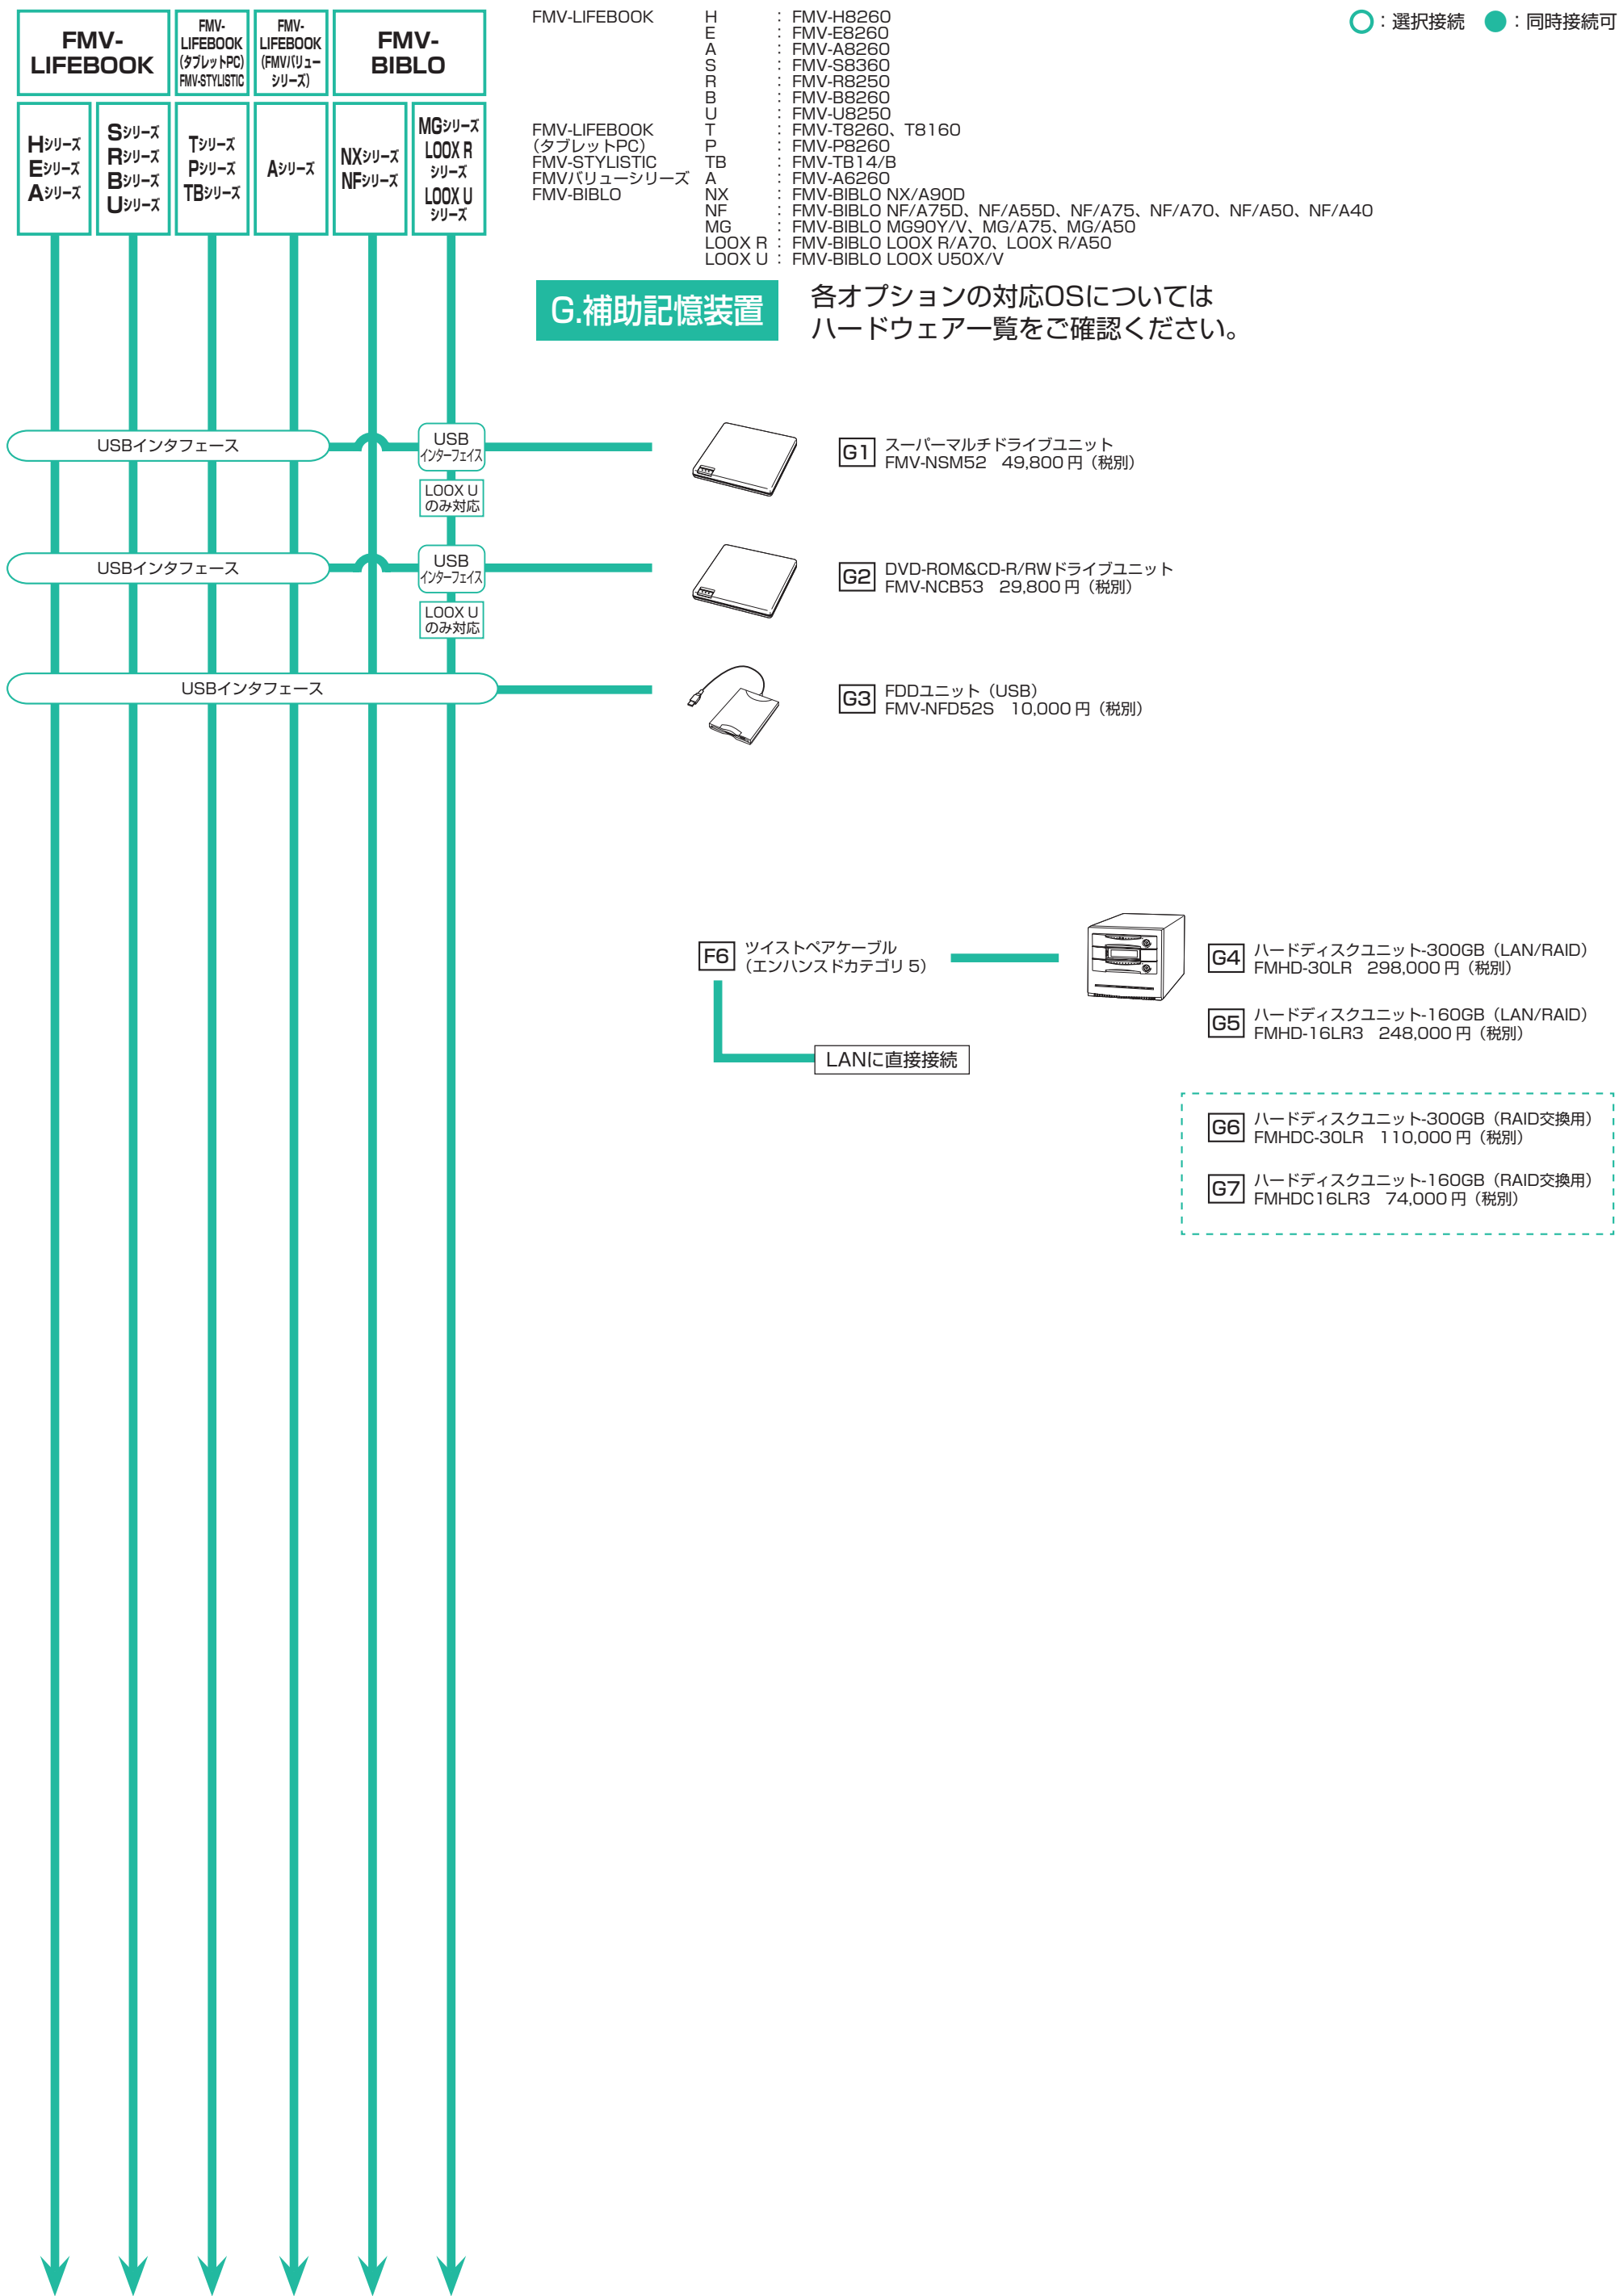 FMV-
LIFEBOOK
FMV-
LIFEBOOK
(タブレットPC)
FMV-STYLISTIC
FMV-
LIFEBOOK
(FMVバリュー
シリーズ)
FMV-
BIBLO
Hシリーズ
Eシリーズ
Aシリーズ
Sシリーズ
Rシリーズ
Bシリーズ
Uシリーズ
Tシリーズ
Pシリーズ
TBシリーズ
Aシリーズ
NXシリーズ
NFシリーズ
MGシリーズ
LOOX R
シリーズ
LOOX U
シリーズ
FMV-LIFEBOOK H : FMV-H8260
E : FMV-E8260
A : FMV-A8260
S : FMV-S8360
R : FMV-R8250
B : FMV-B8260
U : FMV-U8250
FMV-LIFEBOOK T : FMV-T8260、T8160
(タブレットPC) P : FMV-P8260
FMV-STYLISTIC TB : FMV-TB14/B
FMVバリューシリーズ A : FMV-A6260
FMV-BIBLO NX : FMV-BIBLO NX/A90D
NF : FMV-BIBLO NF/A75D、NF/A55D、NF/A75、NF/A70、NF/A50、NF/A40
MG : FMV-BIBLO MG90Y/V、MG/A75、MG/A50
LOOX R : FMV-BIBLO LOOX R/A70、LOOX R/A50
LOOX U : FMV-BIBLO LOOX U50X/V
○：選択接続 ●：同時接続可
G.補助記憶装置
各オプションの対応OSについては
ハードウェア一覧をご確認ください。
USBインタフェース
USB
インターフェイス
LOOX U
のみ対応
G1 スーパーマルチドライブユニット
FMV-NSM52 49,800円（税別）
USBインタフェース
USB
インターフェイス
LOOX U
のみ対応
G2 DVD-ROM&CD-R/RWドライブユニット
FMV-NCB53 29,800円（税別）
USBインタフェース
G3 FDDユニット（USB）
FMV-NFD52S 10,000円（税別）
F6 ツイストペアケーブル
（エンハンスドカテゴリ5）
LANに直接接続
G4 ハードディスクユニット-300GB（LAN/RAID）
FMHD-30LR 298,000円（税別）
G5 ハードディスクユニット-160GB（LAN/RAID）
FMHD-16LR3 248,000円（税別）
G6 ハードディスクユニット-300GB（RAID交換用）
FMHDC-30LR 110,000円（税別）
G7 ハードディスクユニット-160GB（RAID交換用）
FMHDC16LR3 74,000円（税別）